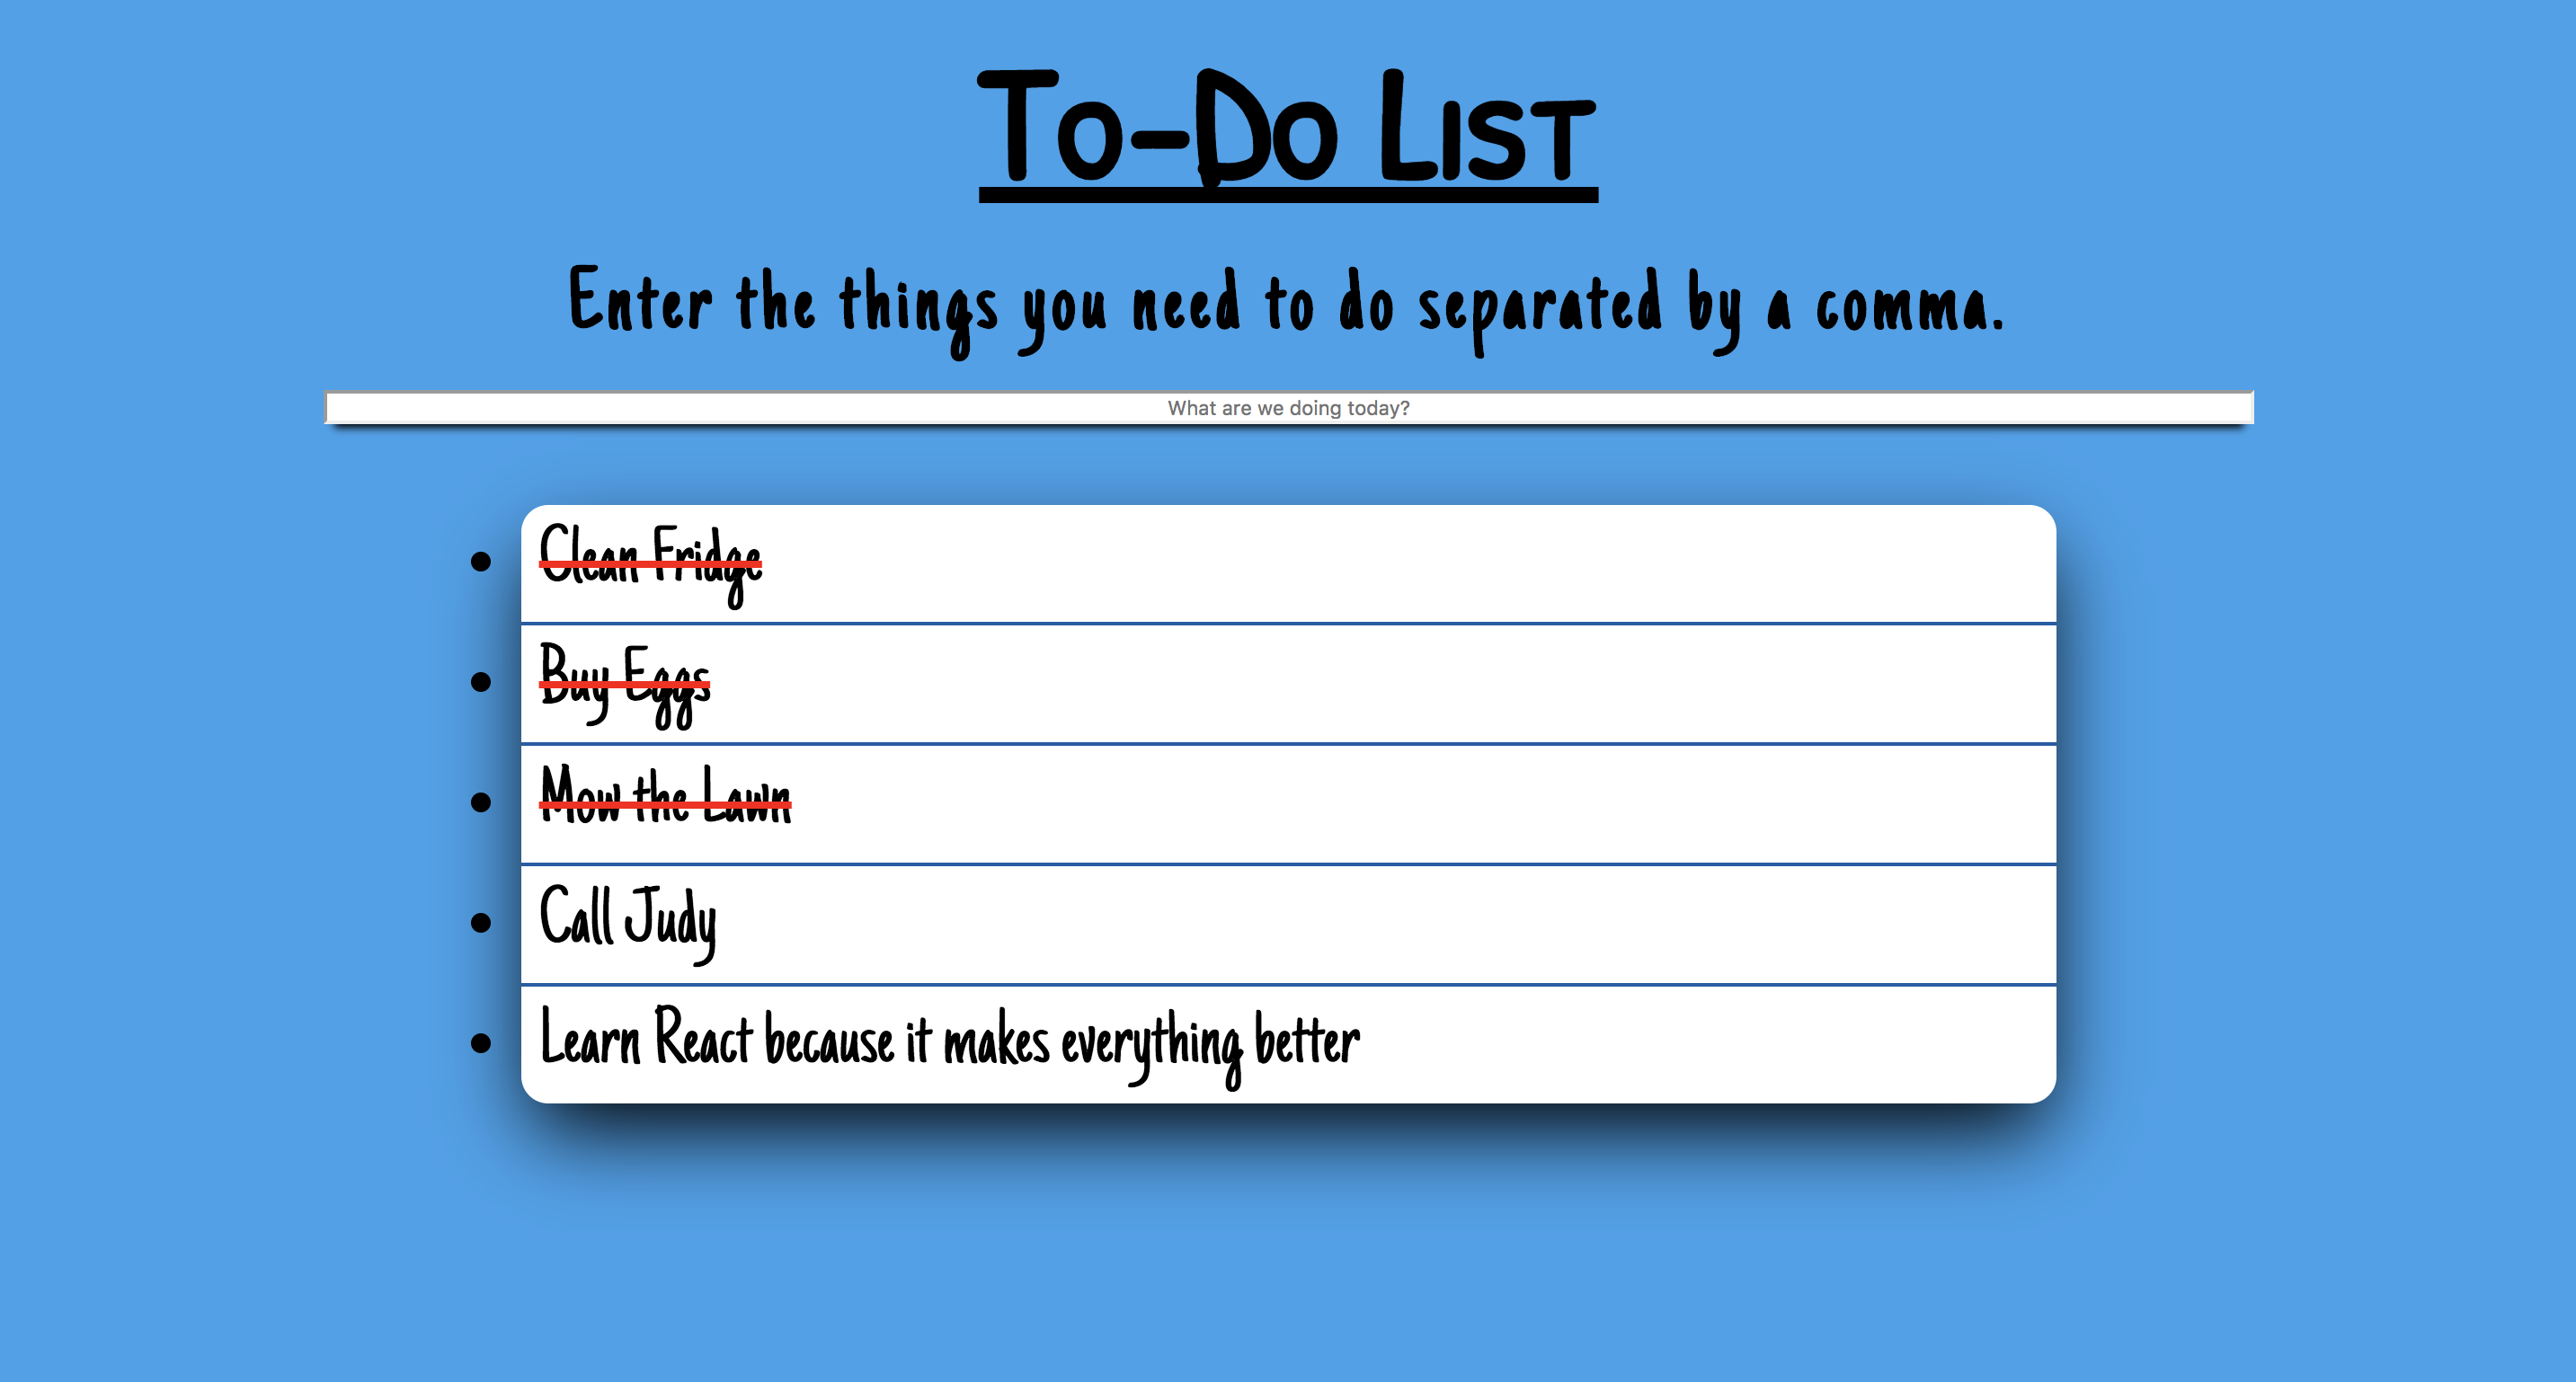 To-Do List
Enter the things you need to do separated by a comma.
What are we doing today?
Clean Fridge
Buy Eggs
Mow the Lawn
Call Judy
Learn React because it makes everything better